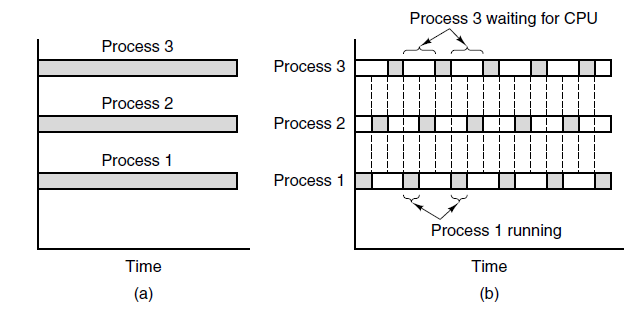 Process 3
Process 2
Process 1
Time
(a)
Process 3 waiting for CPU
Process 3
Process 2
Process 1
Process 1 running
Time
(b)